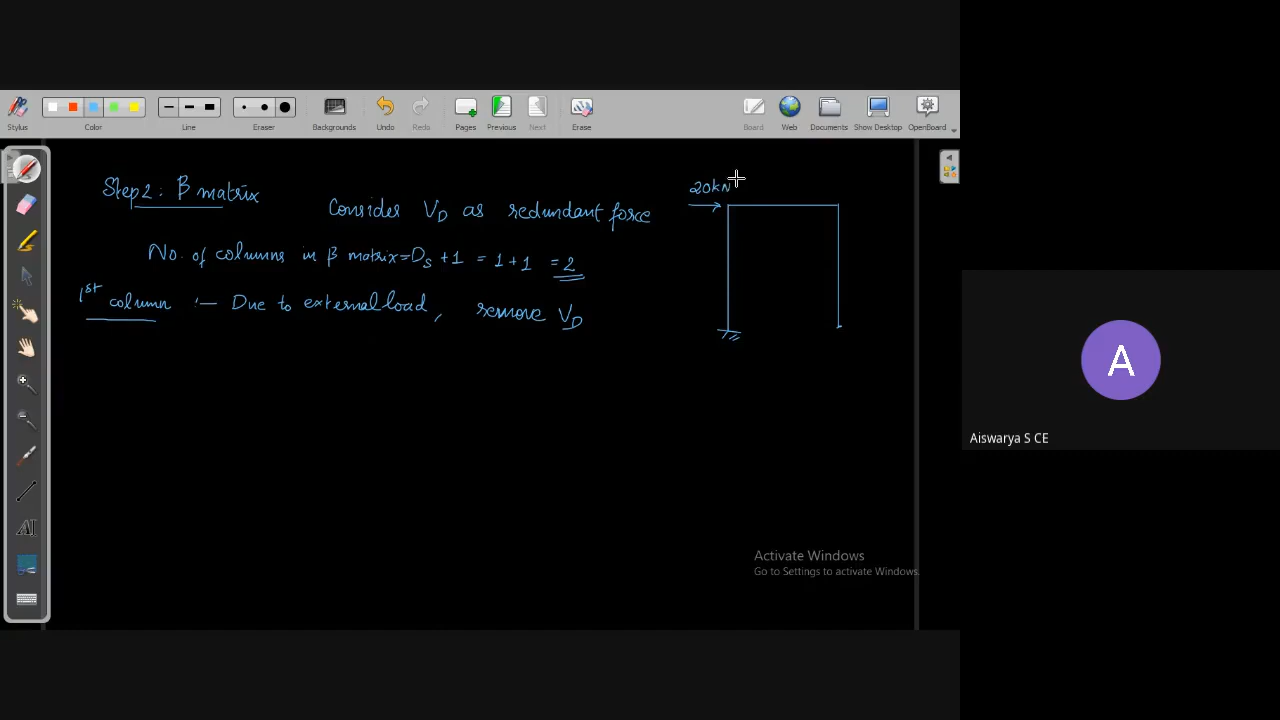 Stylus Color Line Eraser Backgrounds Undo Redo Pages Previous Next Erase Board Web Documents Show Desktop OpenBoard
Step 2 : β matrix
20kN
Consider V_D as redundant force
No. of columns in β matrix = D_s + 1 = 1 + 1 = 2
1st column :— Due to external load, remove V_D
A
Aiswarya S CE
Activate Windows
Go to Settings to activate Windows.